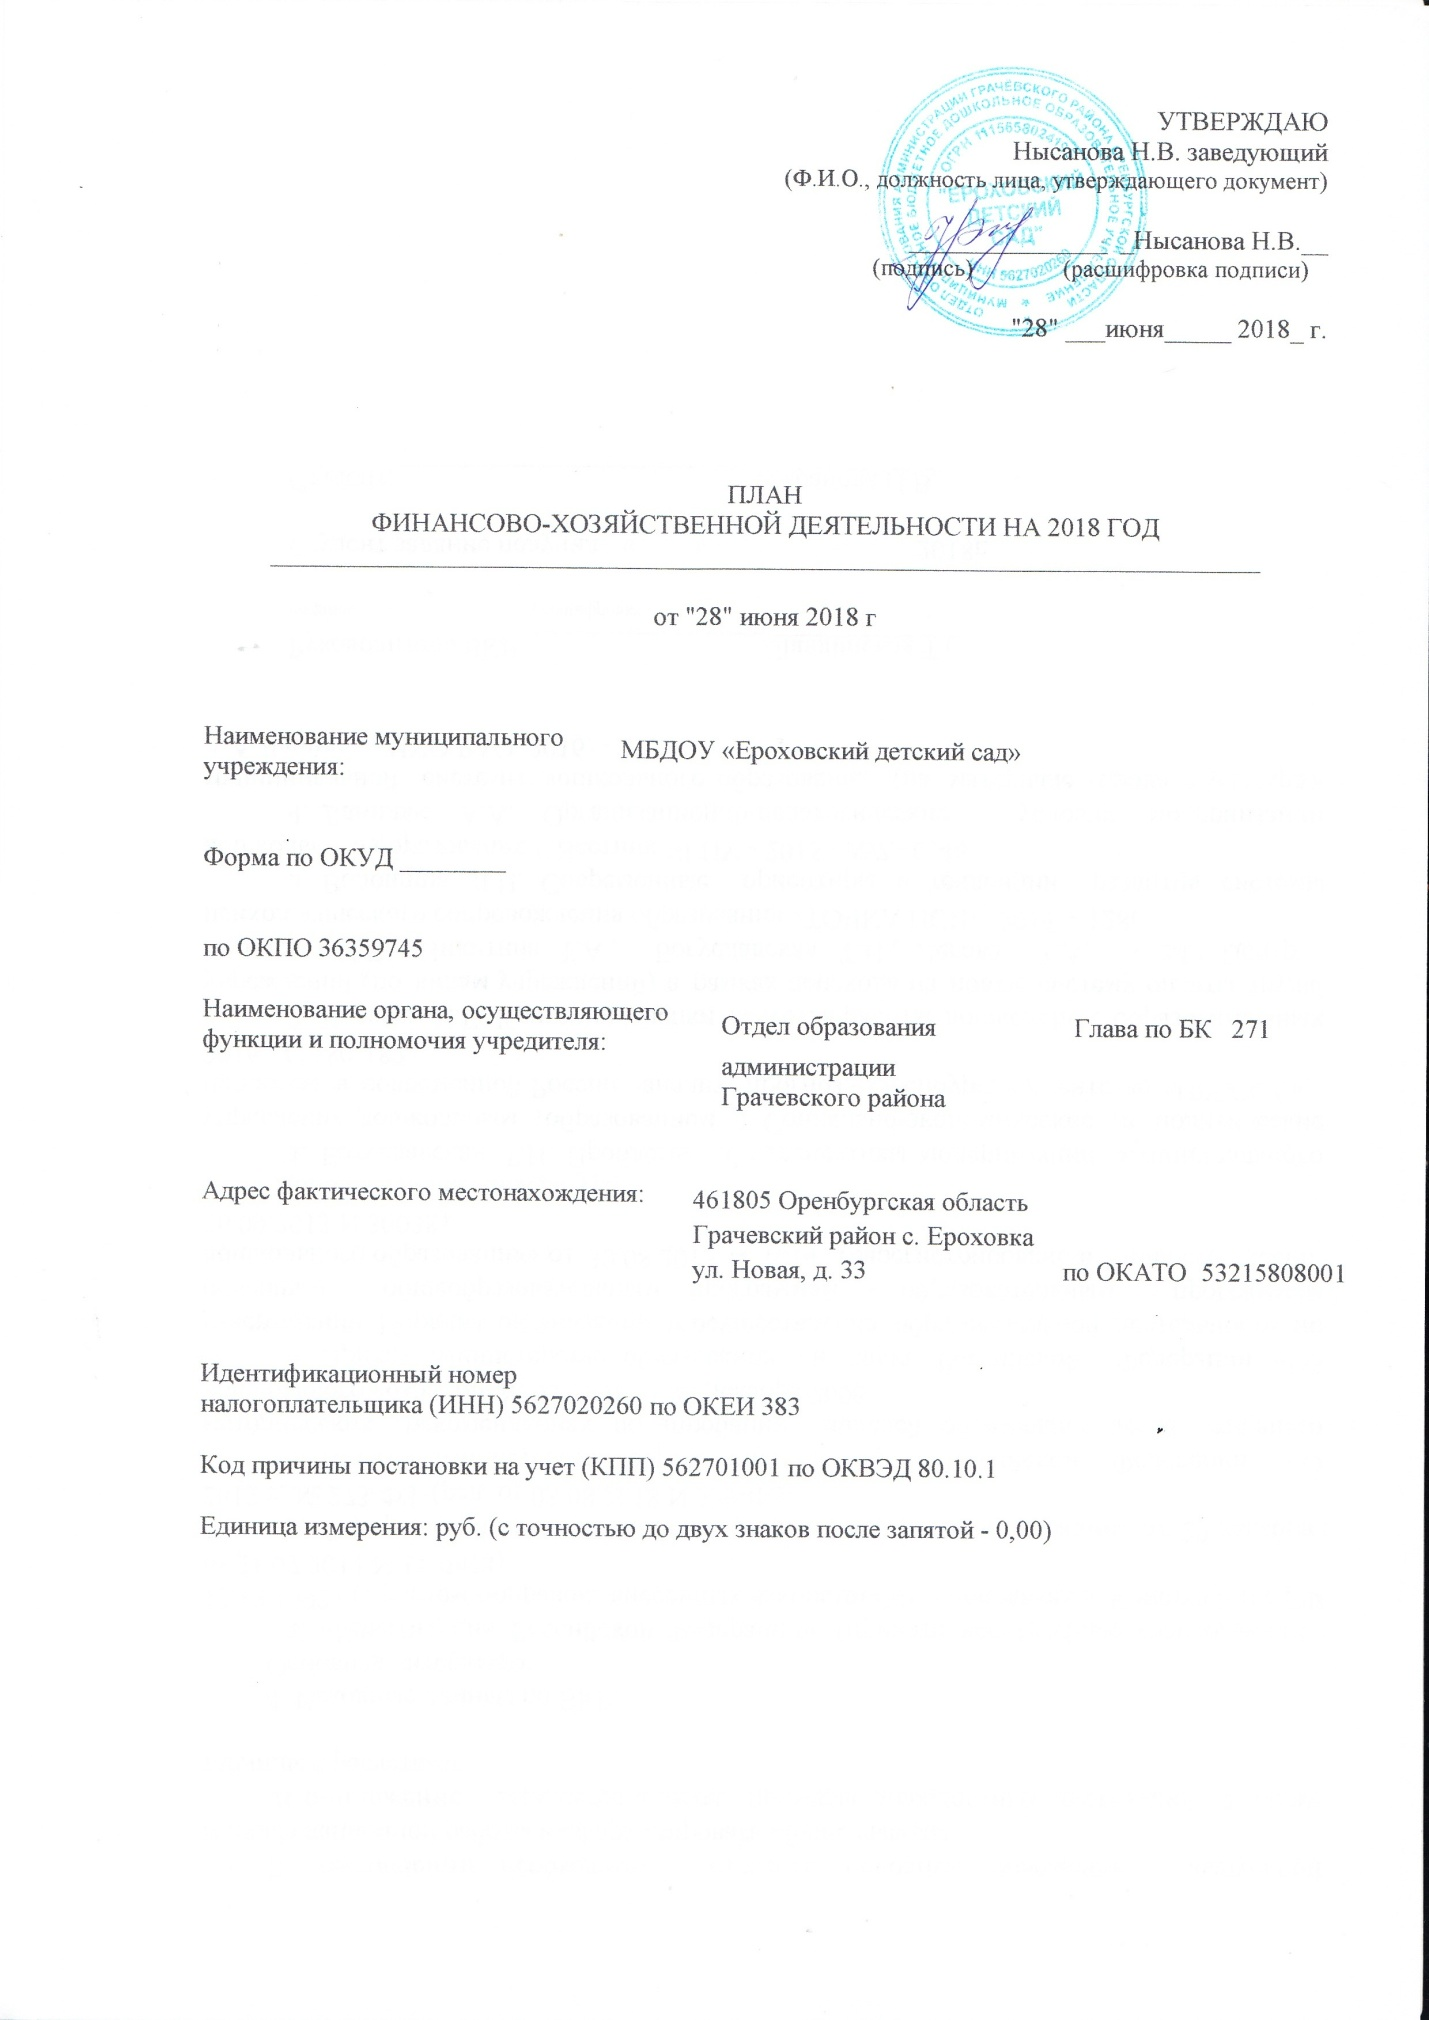 УТВЕРЖДАЮ
Нысанова Н.В. заведующий
(Ф.И.О., должность лица, утверждающего документ)
Нысанова Н.В.__
(подпись) (расшифровка подписи)
"28" ___июня_____ 2018_ г.
"ЕРОХОВСКИЙ
ДЕТСКИЙ
САД"
ИНН 5627020260
ПЛАН
ФИНАНСОВО-ХОЗЯЙСТВЕННОЙ ДЕЯТЕЛЬНОСТИ НА 2018 ГОД
от "28" июня 2018 г
Наименование муниципального
учреждения:
МБДОУ «Ероховский детский сад»
Форма по ОКУД ________
по ОКПО 36359745
Наименование органа, осуществляющего
функции и полномочия учредителя:
Отдел образования
администрации
Грачевского района
Глава по БК 271
Адрес фактического местонахождения:
461805 Оренбургская область
Грачевский район с. Ероховка
ул. Новая, д. 33
по ОКАТО 53215808001
Идентификационный номер
налогоплательщика (ИНН) 5627020260 по ОКЕИ 383
Код причины постановки на учет (КПП) 562701001 по ОКВЭД 80.10.1
Единица измерения: руб. (с точностью до двух знаков после запятой - 0,00)